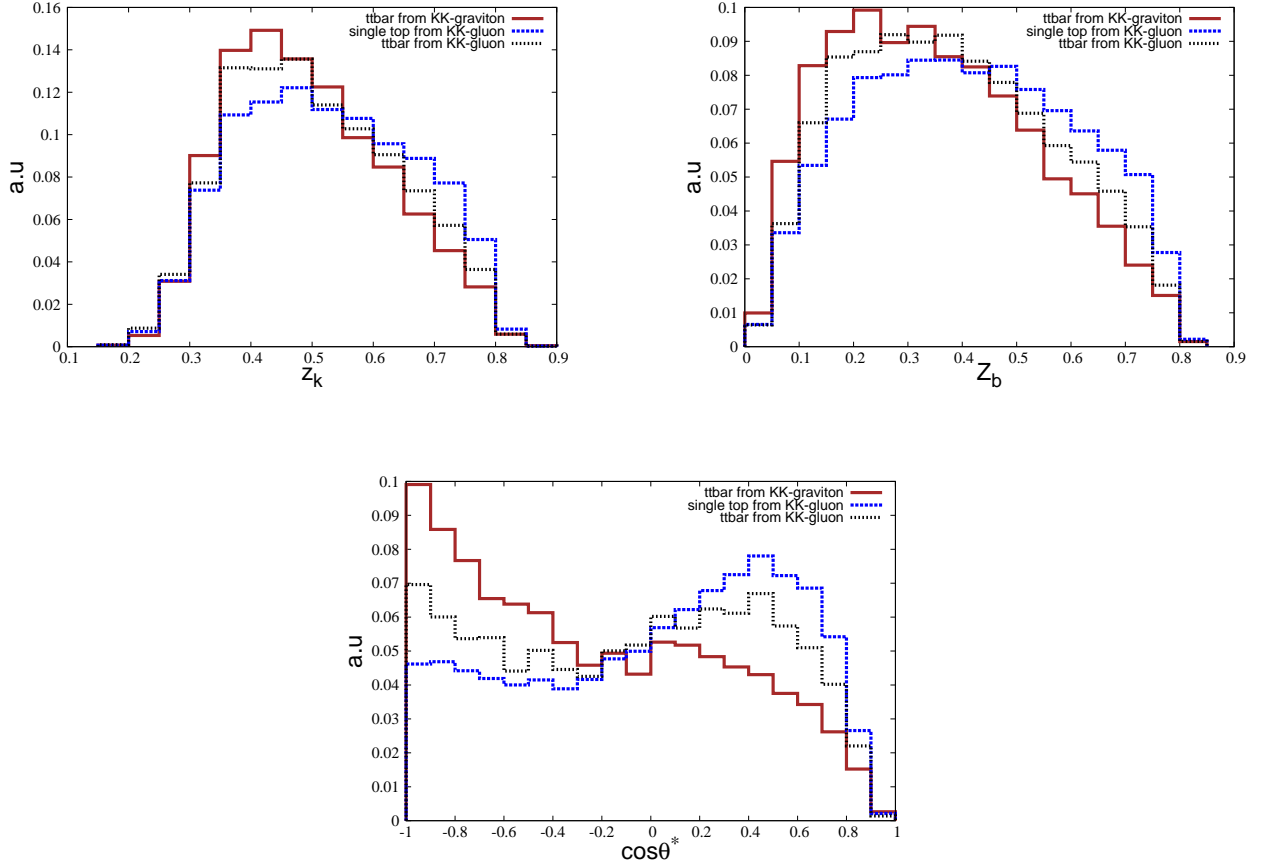 0.16
0.14
0.12
0.1
0.08
0.06
0.04
0.02
0
a.u
ttbar from KK-graviton
single top from KK-gluon
ttbar from KK-gluon
0.1 0.2 0.3 0.4 0.5 0.6 0.7 0.8 0.9
z_k
0.1
0.09
0.08
0.07
0.06
0.05
0.04
0.03
0.02
0.01
0
a.u
ttbar from KK-graviton
single top from KK-gluon
ttbar from KK-gluon
0 0.1 0.2 0.3 0.4 0.5 0.6 0.7 0.8 0.9
Z_b
0.1
0.09
0.08
0.07
0.06
0.05
0.04
0.03
0.02
0.01
0
a.u
ttbar from KK-graviton
single top from KK-gluon
ttbar from KK-gluon
-1 -0.8 -0.6 -0.4 -0.2 0 0.2 0.4 0.6 0.8 1
cosθ*